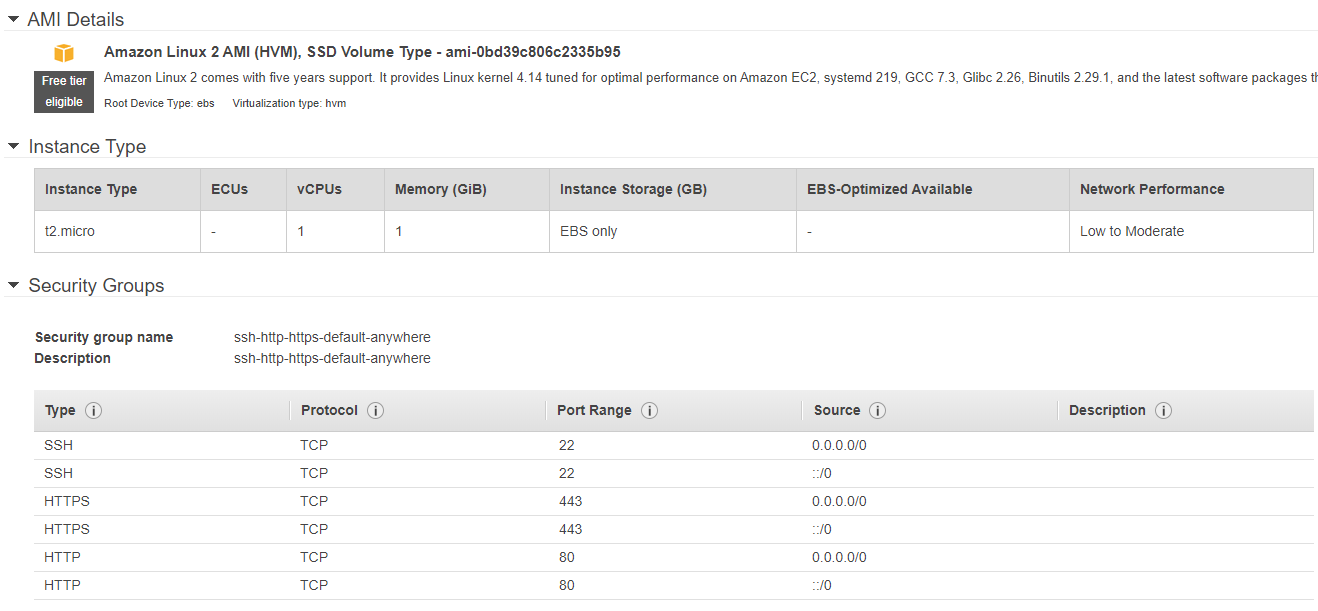 AMI Details
Amazon Linux 2 AMI (HVM), SSD Volume Type - ami-0bd39c806c2335b95
Free tier eligible
Amazon Linux 2 comes with five years support. It provides Linux kernel 4.14 tuned for optimal performance on Amazon EC2, systemd 219, GCC 7.3, Glibc 2.26, Binutils 2.29.1, and the latest software packages
Root Device Type: ebs Virtualization type: hvm
Instance Type
Instance Type ECUs vCPUs Memory (GiB) Instance Storage (GB) EBS-Optimized Available Network Performance
t2.micro - 1 1 EBS only - Low to Moderate
Security Groups
Security group name ssh-http-https-default-anywhere
Description ssh-http-https-default-anywhere
Type i Protocol i Port Range i Source i Description i
SSH TCP 22 0.0.0.0/0
SSH TCP 22 ::/0
HTTPS TCP 443 0.0.0.0/0
HTTPS TCP 443 ::/0
HTTP TCP 80 0.0.0.0/0
HTTP TCP 80 ::/0